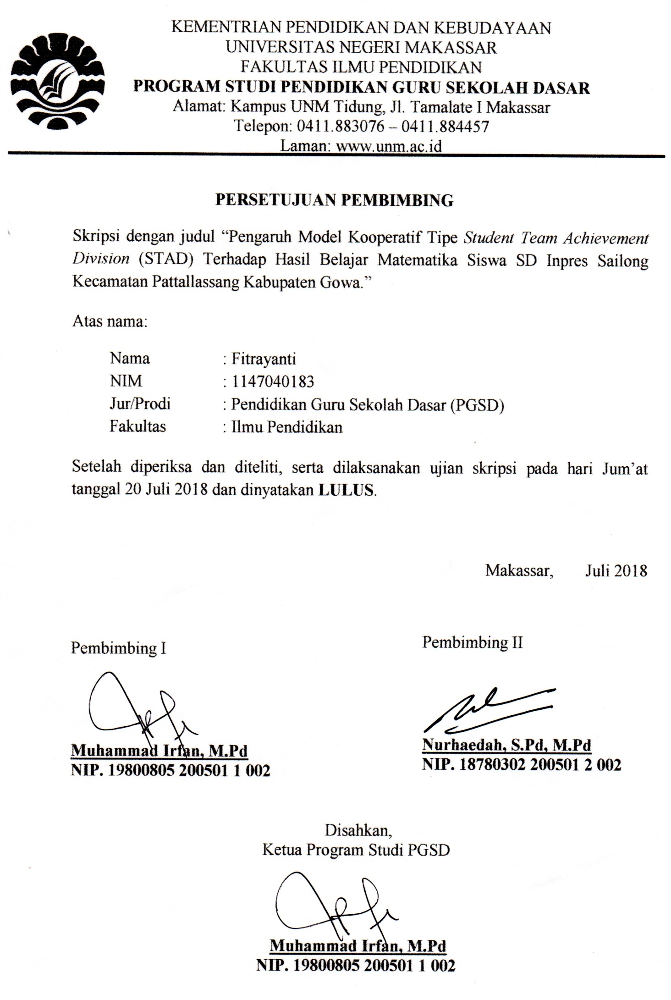 KEMENTRIAN PENDIDIKAN DAN KEBUDAYAAN
UNIVERSITAS NEGERI MAKASSAR
FAKULTAS ILMU PENDIDIKAN
PROGRAM STUDI PENDIDIKAN GURU SEKOLAH DASAR
Alamat: Kampus UNM Tidung, Jl. Tamalate I Makassar
Telepon: 0411.883076 – 0411.884457
Laman: www.unm.ac.id
PERSETUJUAN PEMBIMBING
Skripsi dengan judul “Pengaruh Model Kooperatif Tipe Student Team Achievement
Division (STAD) Terhadap Hasil Belajar Matematika Siswa SD Inpres Sailong
Kecamatan Pattallassang Kabupaten Gowa.”
Atas nama:
Nama : Fitrayanti
NIM : 1147040183
Jur/Prodi : Pendidikan Guru Sekolah Dasar (PGSD)
Fakultas : Ilmu Pendidikan
Setelah diperiksa dan diteliti, serta dilaksanakan ujian skripsi pada hari Jum’at
tanggal 20 Juli 2018 dan dinyatakan LULUS.
Makassar, Juli 2018
Pembimbing I
Muhammad Irfan, M.Pd
NIP. 19800805 200501 1 002
Pembimbing II
Nurhaedah, S.Pd, M.Pd
NIP. 18780302 200501 2 002
Disahkan,
Ketua Program Studi PGSD
Muhammad Irfan, M.Pd
NIP. 19800805 200501 1 002